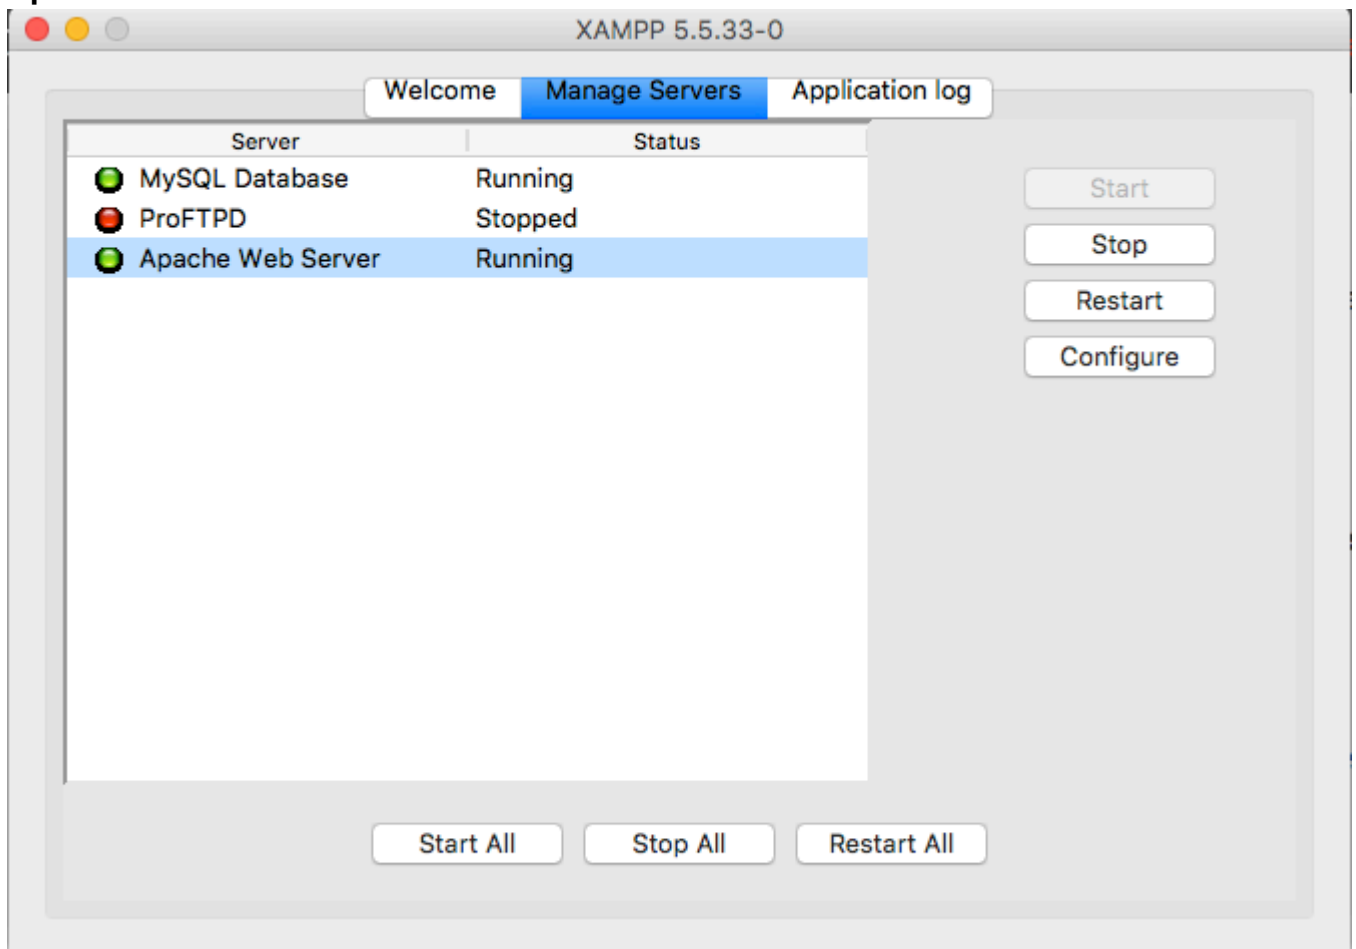 XAMPP 5.5.33-0
Welcome Manage Servers Application log
Server Status
MySQL Database Running
ProFTPD Stopped
Apache Web Server Running
Start
Stop
Restart
Configure
Start All Stop All Restart All